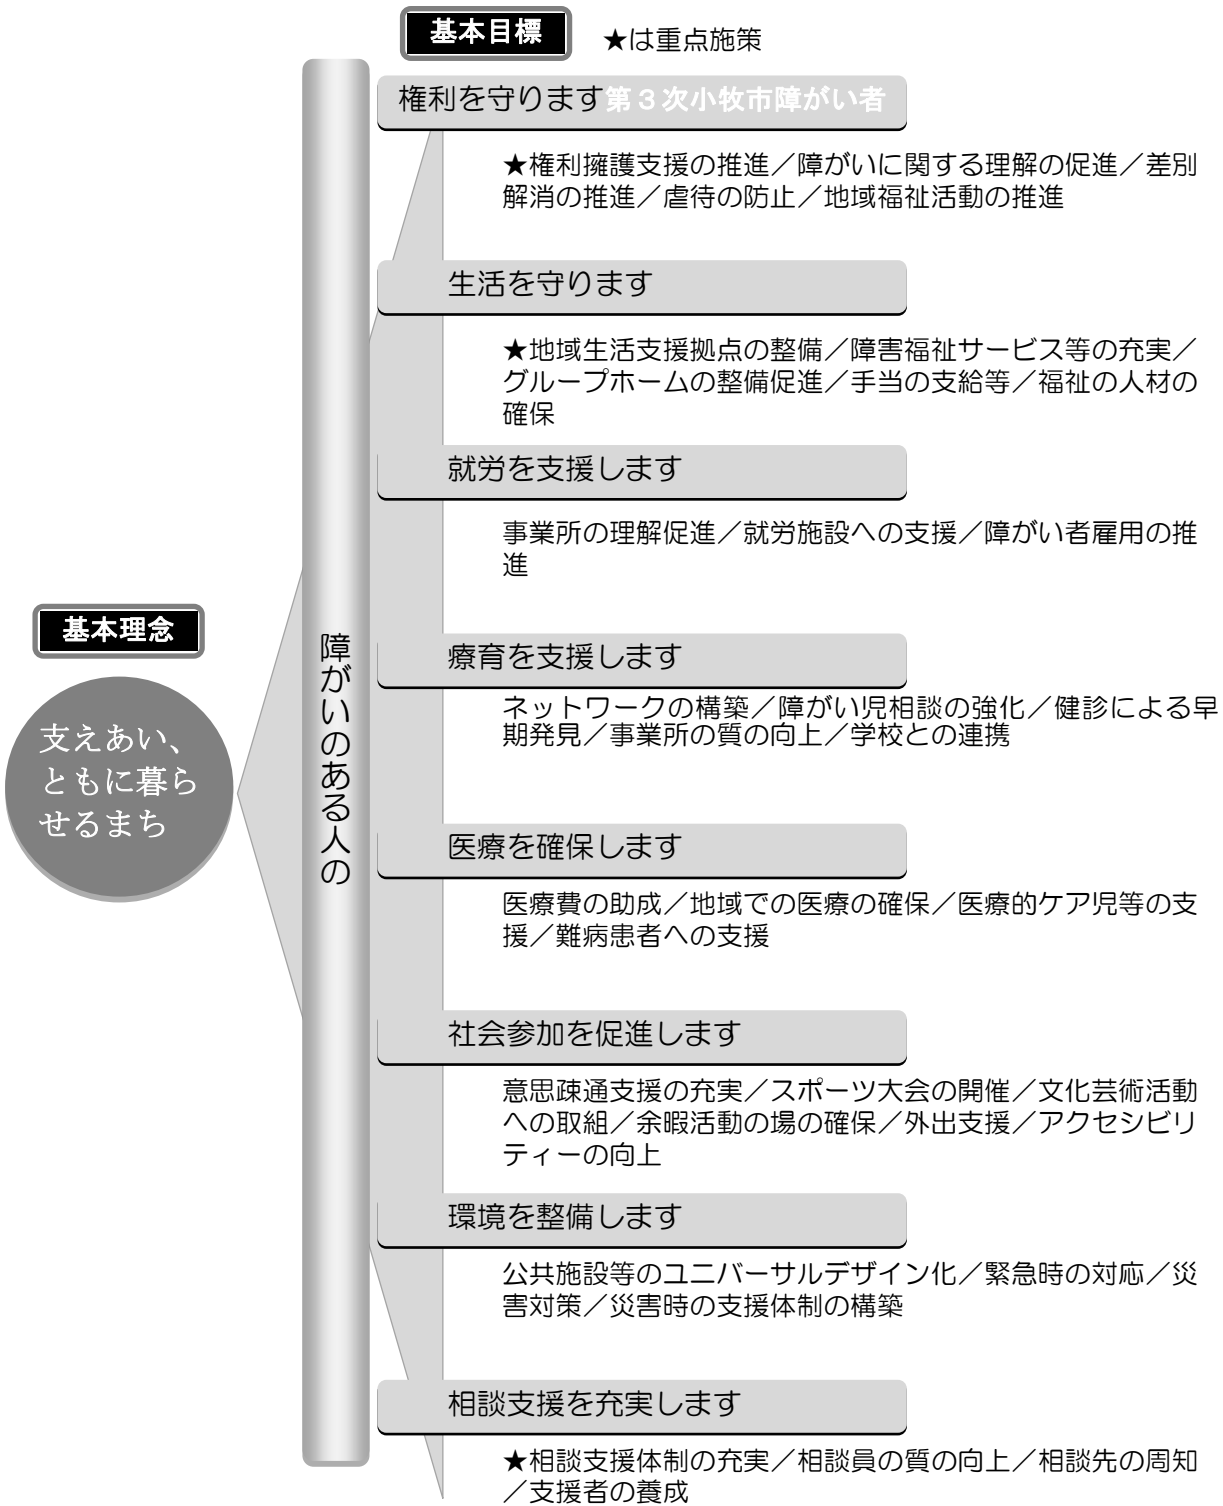 基本目標
★は重点施策
権利を守ります第３次小牧市障がい者
★権利擁護支援の推進／障がいに関する理解の促進／差別
解消の推進／虐待の防止／地域福祉活動の推進
生活を守ります
★地域生活支援拠点の整備／障害福祉サービス等の充実／
グループホームの整備促進／手当の支給等／福祉の人材の
確保
就労を支援します
事業所の理解促進／就労施設への支援／障がい者雇用の推
進
基本理念
支えあい、
ともに暮ら
せるまち
障がいのある人の
療育を支援します
ネットワークの構築／障がい児相談の強化／健診による早
期発見／事業所の質の向上／学校との連携
医療を確保します
医療費の助成／地域での医療の確保／医療的ケア児等の支
援／難病患者への支援
社会参加を促進します
意思疎通支援の充実／スポーツ大会の開催／文化芸術活動
への取組／余暇活動の場の確保／外出支援／アクセシビリ
ティーの向上
環境を整備します
公共施設等のユニバーサルデザイン化／緊急時の対応／災
害対策／災害時の支援体制の構築
相談支援を充実します
★相談支援体制の充実／相談員の質の向上／相談先の周知
／支援者の養成